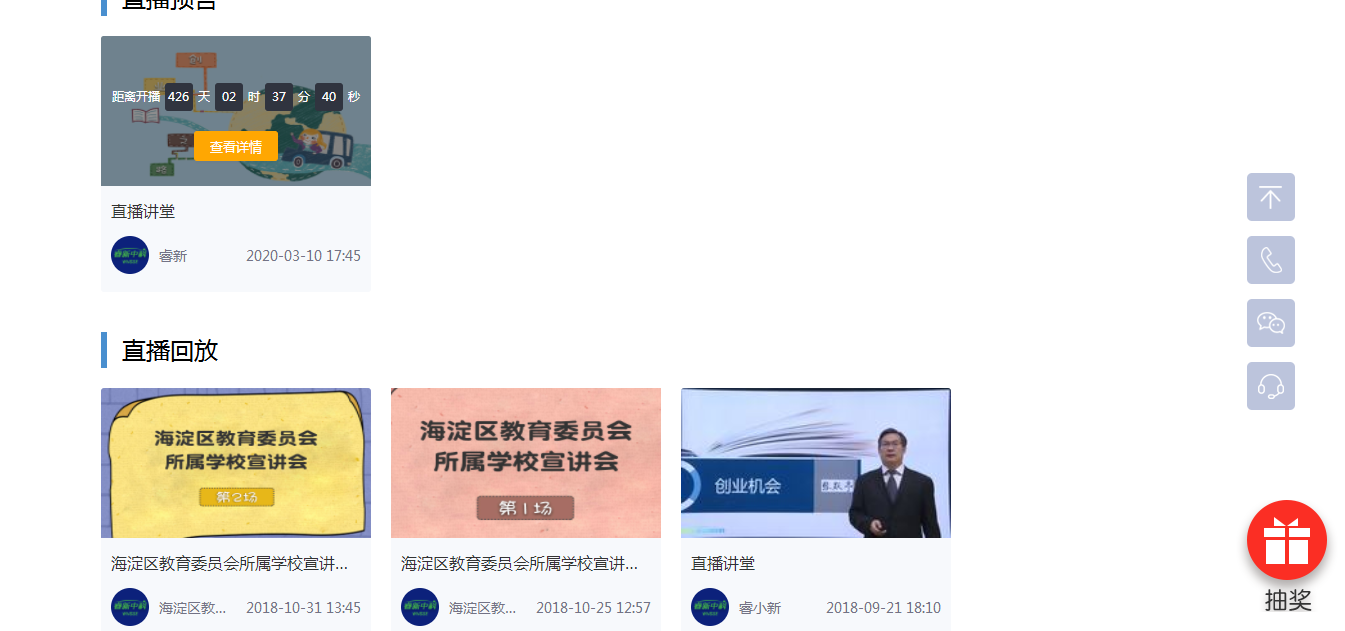 直播预告
距离开播 426 天 02 时 37 分 40 秒
查看详情
直播讲堂
睿新 2020-03-10 17:45
直播回放
海淀区教育委员会
所属学校宣讲会
第2场
海淀区教育委员会所属学校宣讲...
海淀区教... 2018-10-31 13:45
海淀区教育委员会
所属学校宣讲会
第1场
海淀区教育委员会所属学校宣讲...
海淀区教... 2018-10-25 12:57
创业机会
直播讲堂
睿小新 2018-09-21 18:10
抽奖